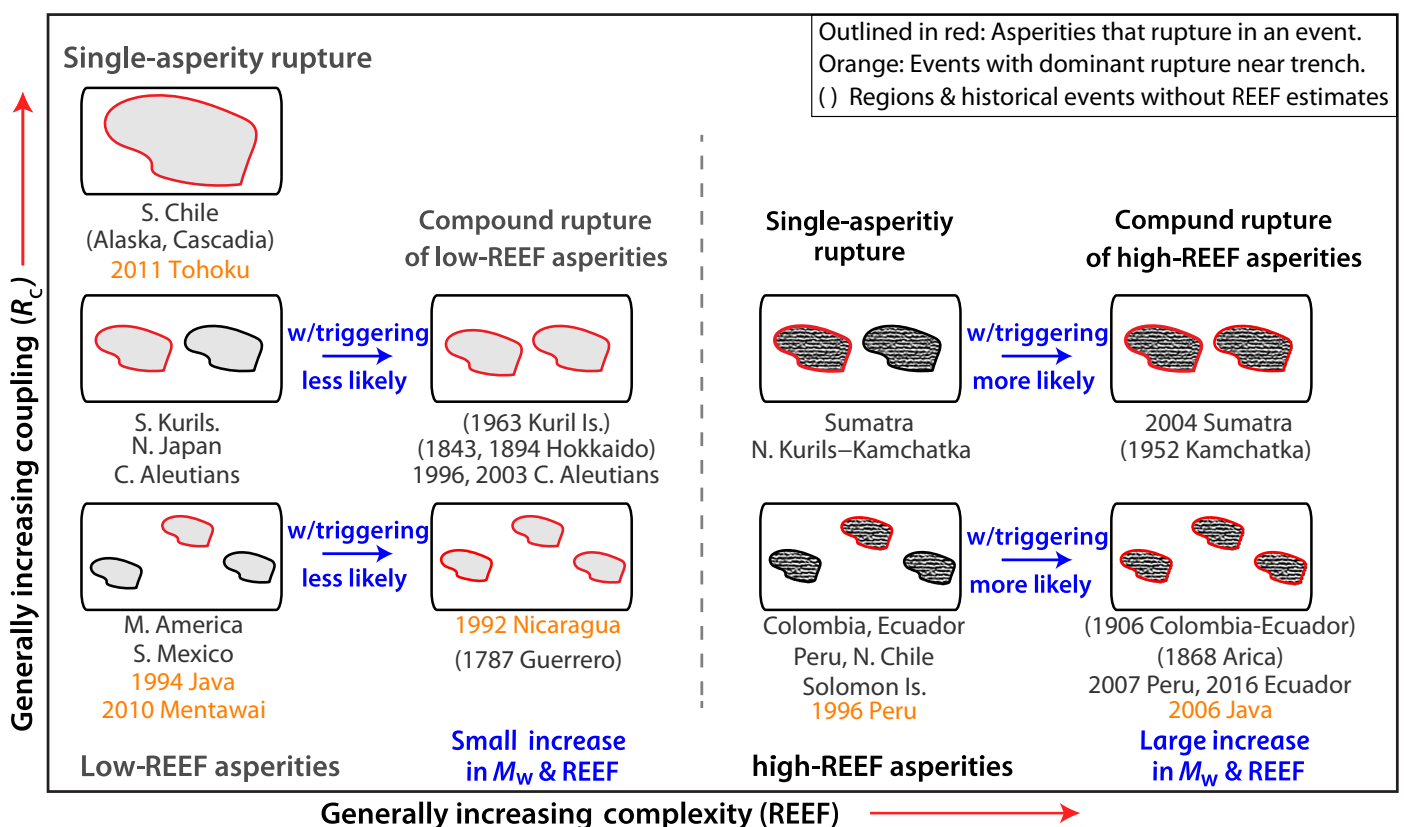 Outlined in red: Asperities that rupture in an event.
Orange: Events with dominant rupture near trench.
( ) Regions & historical events without REEF estimates
Generally increasing coupling (Rc)
Single-asperity rupture
S. Chile
(Alaska, Cascadia)
2011 Tohoku
Compound rupture
of low-REEF asperities
Single-asperitiy
rupture
Compund rupture
of high-REEF asperities
w/triggering
less likely
w/triggering
more likely
S. Kurils.
N. Japan
C. Aleutians
(1963 Kuril Is.)
(1843, 1894 Hokkaido)
1996, 2003 C. Aleutians
Sumatra
N. Kurils–Kamchatka
2004 Sumatra
(1952 Kamchatka)
w/triggering
less likely
w/triggering
more likely
M. America
S. Mexico
1994 Java
2010 Mentawai
1992 Nicaragua
(1787 Guerrero)
Colombia, Ecuador
Peru, N. Chile
Solomon Is.
1996 Peru
(1906 Colombia-Ecuador)
(1868 Arica)
2007 Peru, 2016 Ecuador
2006 Java
Low-REEF asperities
Small increase
in Mw & REEF
high-REEF asperities
Large increase
in Mw & REEF
Generally increasing complexity (REEF)